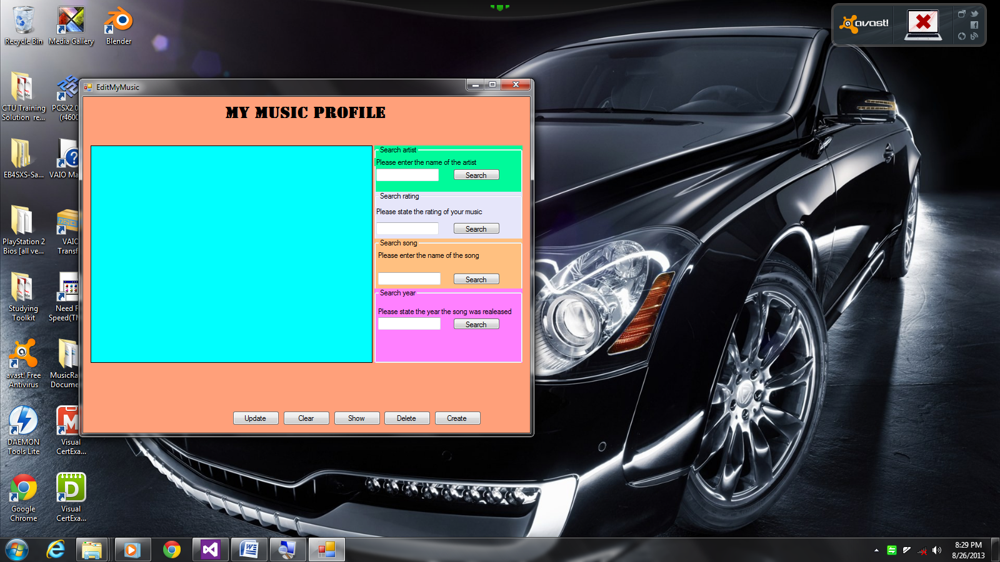 Recycle Bin
Media Gallery
Blender
avast!
CTU Training
Solution re...
PCSX2 0
(r4600
EB4SXS-Sa...
VAIO Ma
PlayStation 2
Bios [all ve...
VAIO
Transf
Studying
Toolkit
Need F
Speed(TM
avast! Free
Antivirus
MusicRa
Docume
DAEMON
Tools Lite
Visual
CertExa...
Google
Chrome
Visual
CertExa...
EditMyMusic
MY MUSIC PROFILE
Search artist
Please enter the name of the artist
Search
Search rating
Please state the rating of your music
Search
Search song
Please enter the name of the song
Search
Search year
Please state the year the song was realeased
Search
Update
Clear
Show
Delete
Create
8:29 PM
8/26/2013